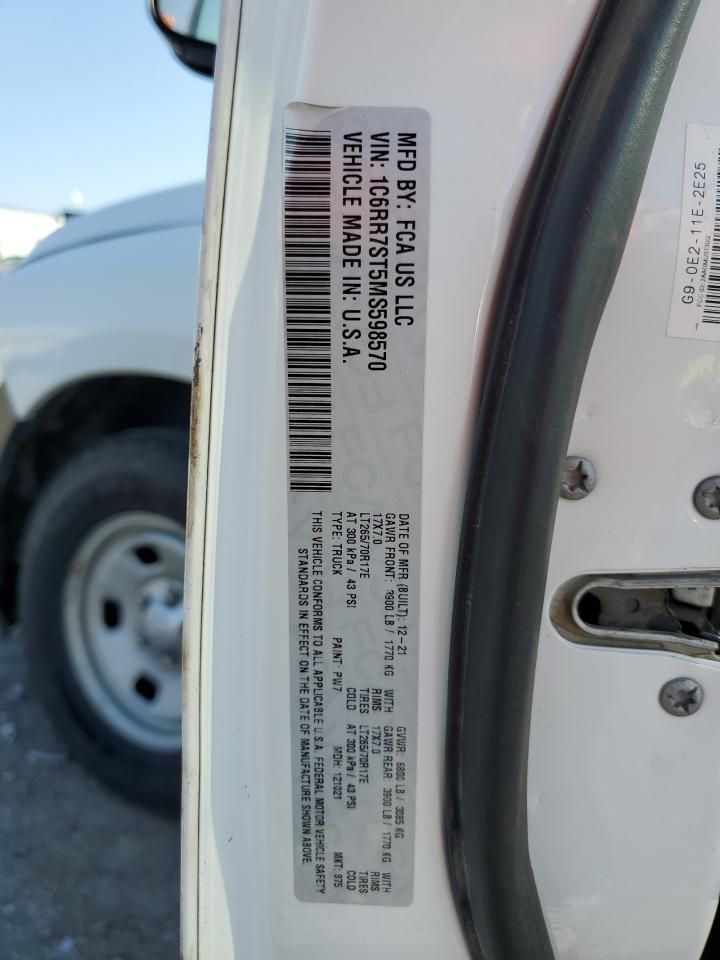 MFD BY: FCA US LLC
VIN: 1C6RR7ST5MS598570
VEHICLE MADE IN: U.S.A.
DATE OF MFR (BUILT): 12-21 GVWR: 6800 LB / 3085 KG
GAWR FRONT: 3900 LB / 1770 KG WITH GAWR REAR: 3900 LB / 1770 KG WITH
17X7.0 RIMS 17X7.0 RIMS
LT265/70R17E TIRES LT265/70R17E TIRES
AT 300 kPa / 43 PSI COLD AT 300 kPa / 43 PSI COLD
TYPE: TRUCK PAINT: PW7 MDH: 121021 MKT: 875
THIS VEHICLE CONFORMS TO ALL APPLICABLE U.S.A. FEDERAL MOTOR VEHICLE SAFETY
STANDARDS IN EFFECT ON THE DATE OF MANUFACTURE SHOWN ABOVE.
G9-0E2-11E-2E25